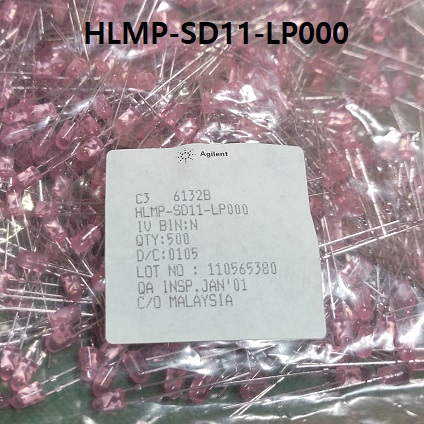 HLMP-SD11-LP000
Agilent
C3 6132B
HLMP-SD11-LP000
IV BIN:N
QTY:500
D/C:0105
LOT NO : 110565380
QA INSP.JAN'01
C/O MALAYSIA